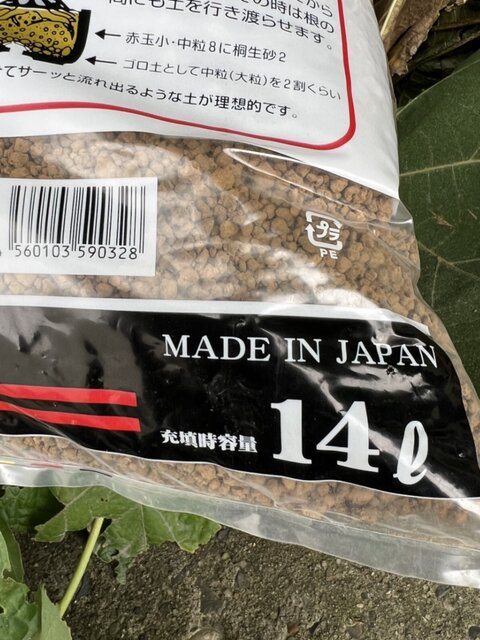 の時は根の
間にも土を行き渡らせます。
赤玉小・中粒8に桐生砂2
ゴロ土として中粒(大粒)を2割くらい
てサーッと流れ出るような土が理想的です。
560103 590328
プラ
PE
MADE IN JAPAN
充填時容量 14ℓ